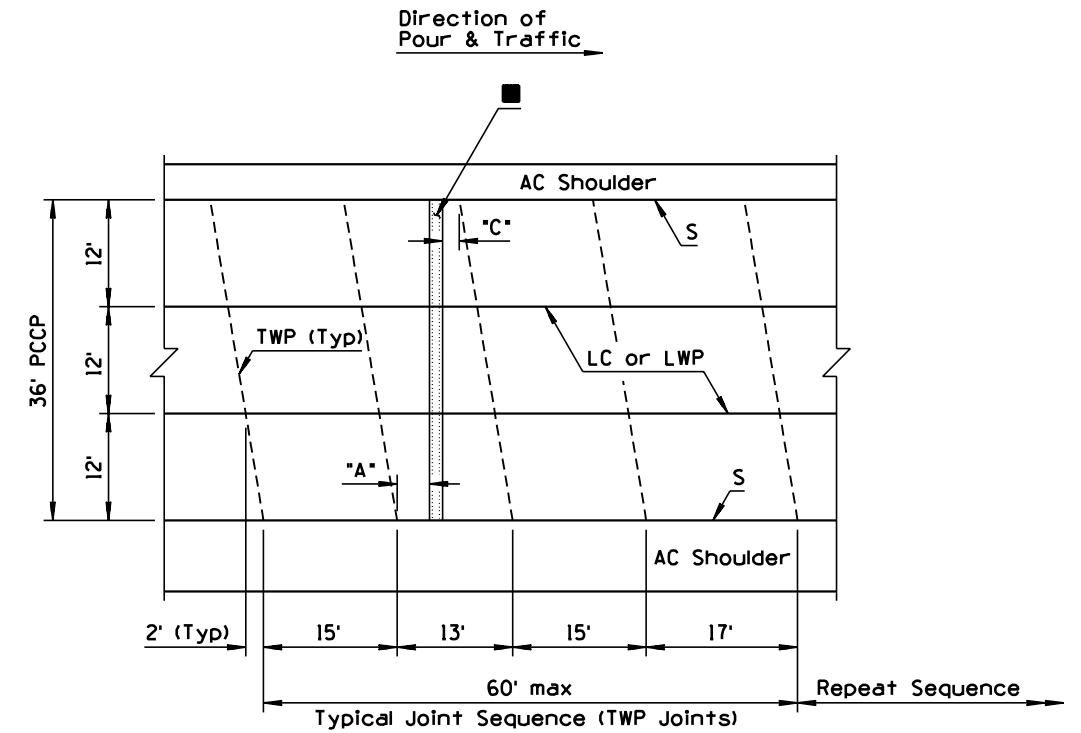 Direction of
Pour & Traffic
AC Shoulder
"C"
S
12'
TWP (Typ)
LC or LWP
36' PCCP
12'
12'
"A"
S
AC Shoulder
2' (Typ)
15'
13'
15'
17'
60' max
Repeat Sequence
Typical Joint Sequence (TWP Joints)